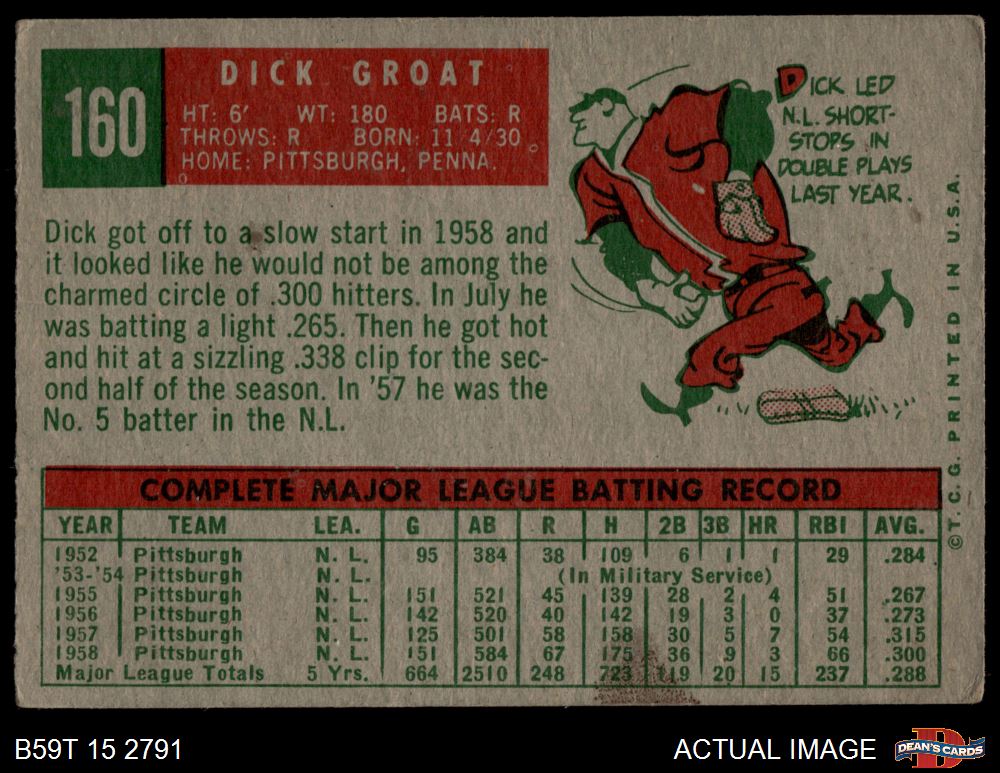 160
DICK GROAT
HT: 6' WT: 180 BATS: R
THROWS: R BORN: 11/4/30
HOME: PITTSBURGH, PENNA.
DICK LED
N.L. SHORT-
STOPS IN
DOUBLE PLAYS
LAST YEAR.
Dick got off to a slow start in 1958 and
it looked like he would not be among the
charmed circle of .300 hitters. In July he
was batting a light .265. Then he got hot
and hit at a sizzling .338 clip for the sec-
ond half of the season. In '57 he was the
No. 5 batter in the N.L.
©T. C. G. PRINTED IN U.S.A.
COMPLETE MAJOR LEAGUE BATTING RECORD
YEAR TEAM LEA. G AB R H 2B 3B HR RBI AVG.
1952 Pittsburgh N. L. 95 384 38 109 6 1 1 29 .284
'53-'54 Pittsburgh N. L. (In Military Service)
1955 Pittsburgh N. L. 151 521 45 139 28 2 4 51 .267
1956 Pittsburgh N. L. 142 520 40 142 19 3 0 37 .273
1957 Pittsburgh N. L. 125 501 58 158 30 5 7 54 .315
1958 Pittsburgh N. L. 151 584 67 175 36 .9 3 66 .300
Major League Totals 5 Yrs. 664 2510 248 723 119 20 15 237 .288
B59T 15 2791
ACTUAL IMAGE
D
DEAN'S CARDS